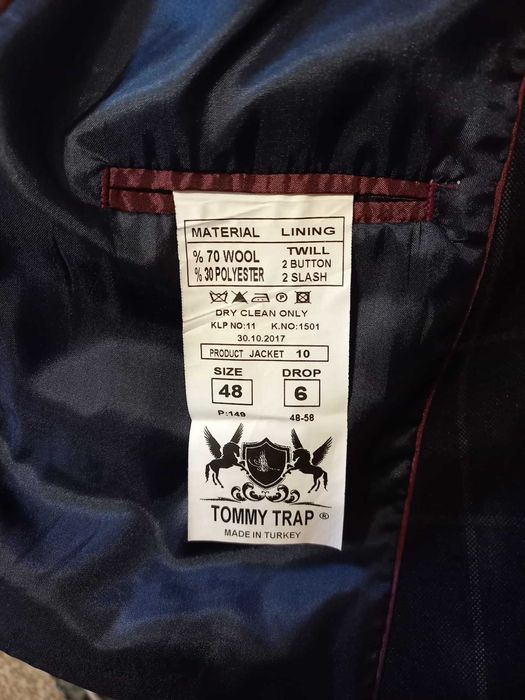 MATERIAL LINING
% 70 WOOL TWILL
% 30 POLYESTER 2 BUTTON
2 SLASH
P
DRY CLEAN ONLY
KLP NO:11 K.NO:1501
30.10.2017
PRODUCT JACKET 10
SIZE DROP
48 6
P:149 48-58
TOMMY TRAP ®
MADE IN TURKEY